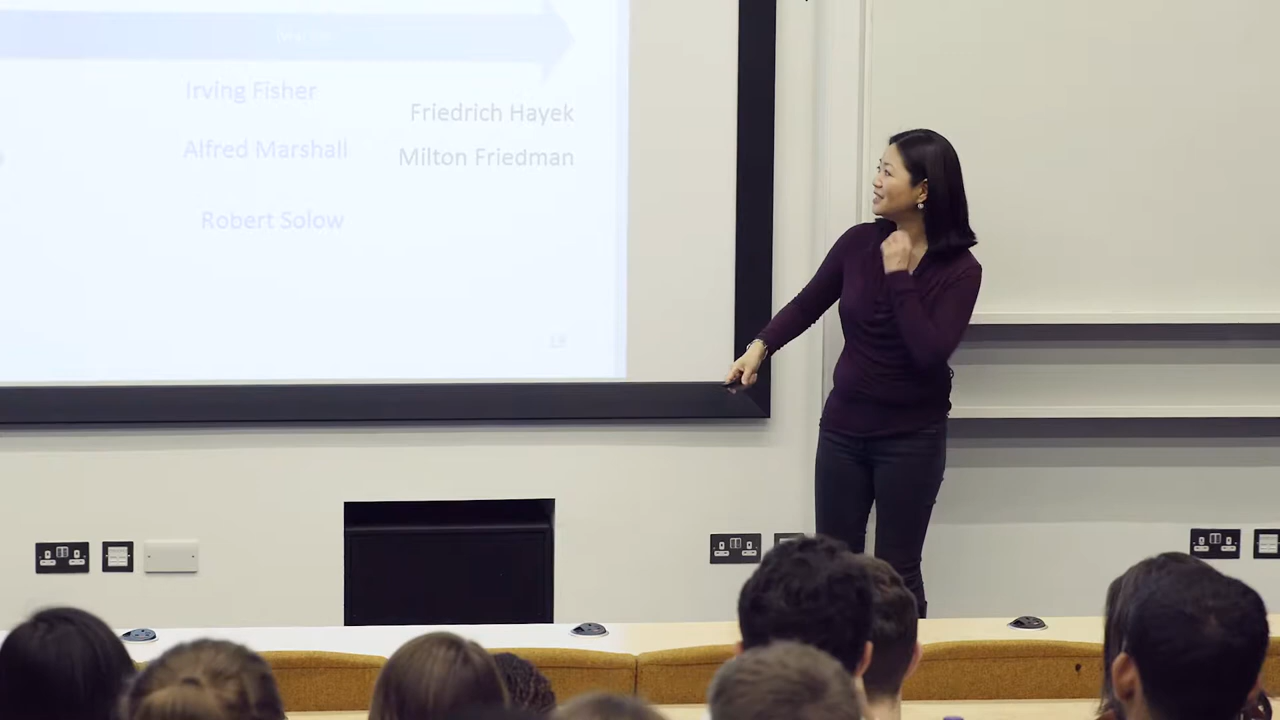 Irving Fisher
Friedrich Hayek
Alfred Marshall
Milton Friedman
Robert Solow